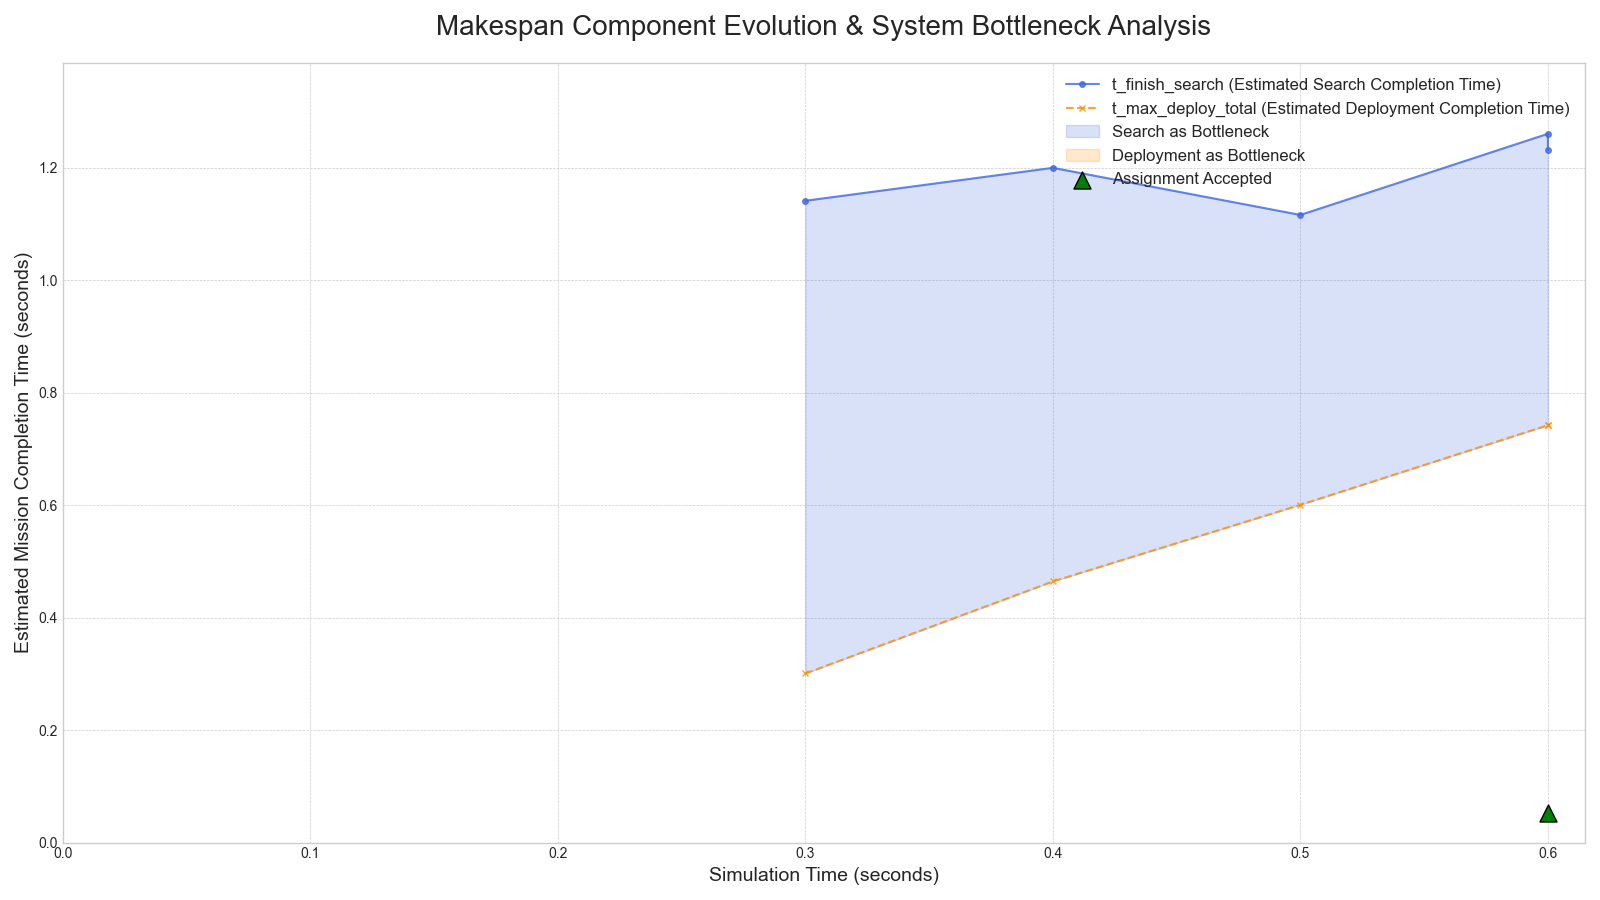 Makespan Component Evolution & System Bottleneck Analysis
t_finish_search (Estimated Search Completion Time)
t_max_deploy_total (Estimated Deployment Completion Time)
Search as Bottleneck
Deployment as Bottleneck
Assignment Accepted
Estimated Mission Completion Time (seconds)
1.2
1.0
0.8
0.6
0.4
0.2
0.0
0.0 0.1 0.2 0.3 0.4 0.5 0.6
Simulation Time (seconds)